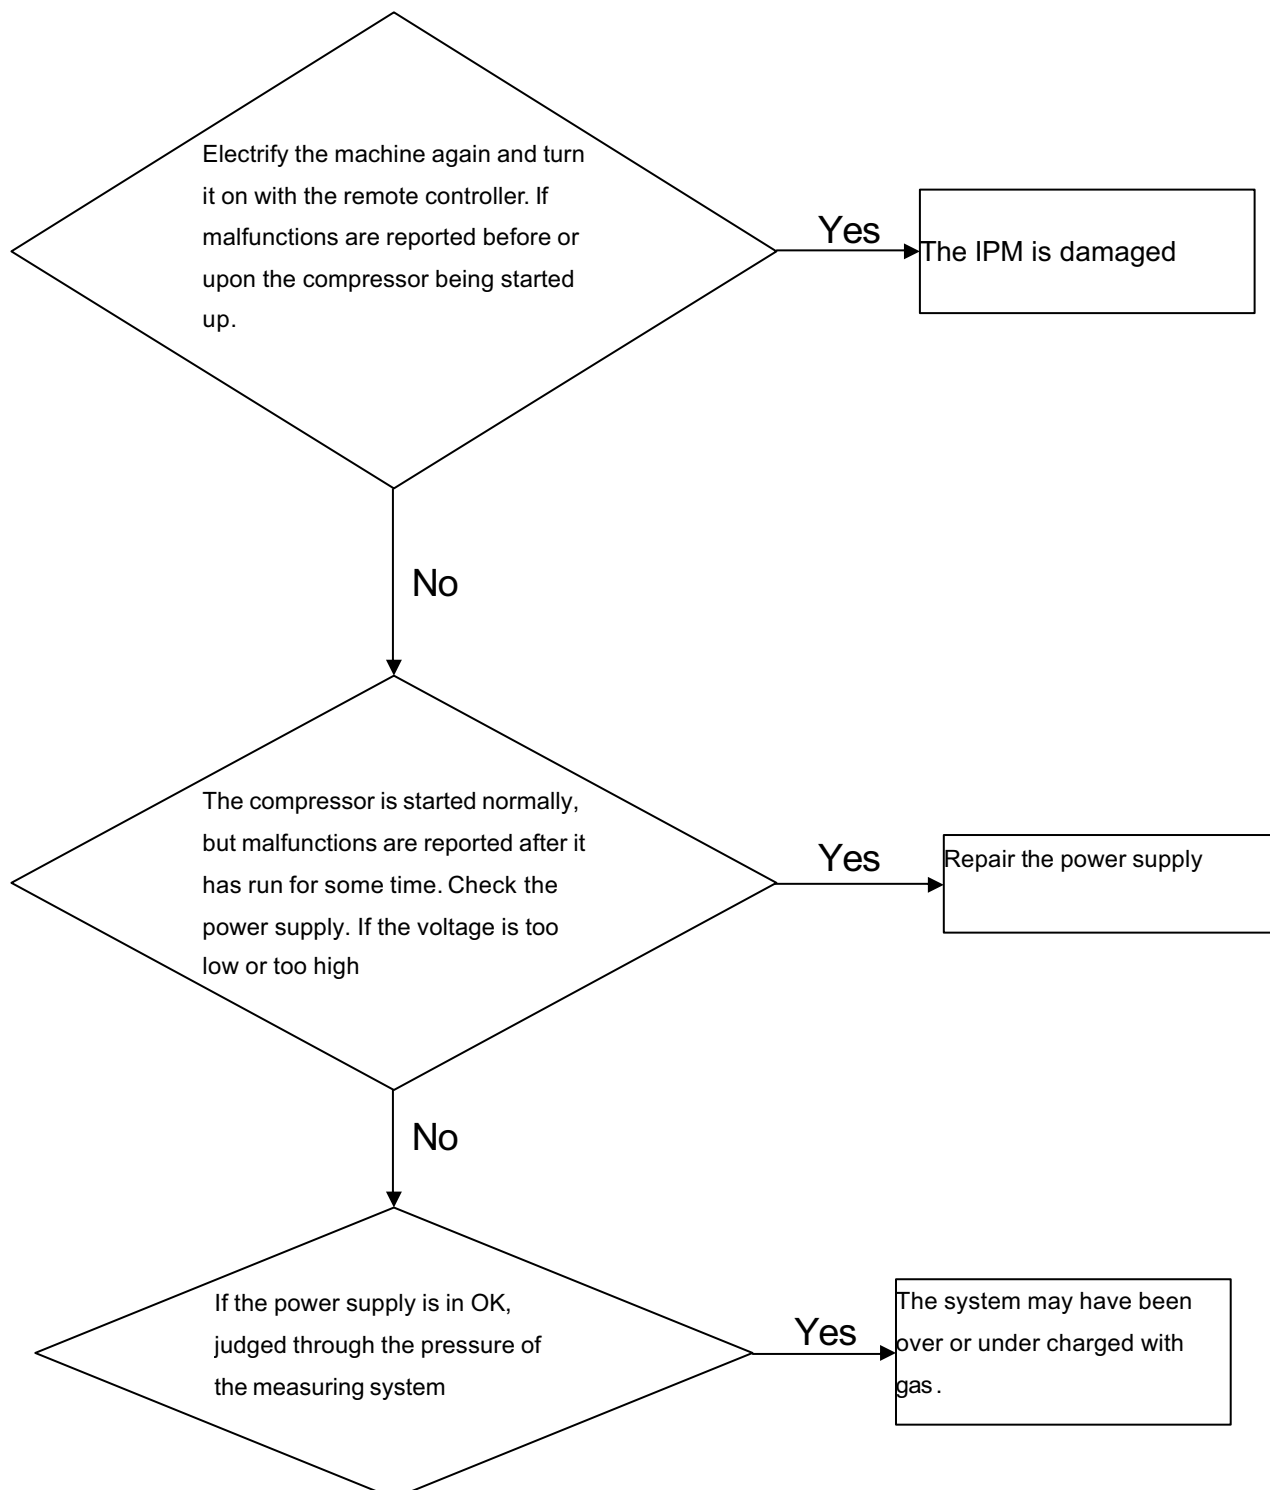 Electrify the machine again and turn
it on with the remote controller. If
malfunctions are reported before or
upon the compressor being started
up.
Yes
The IPM is damaged
No
The compressor is started normally,
but malfunctions are reported after it
has run for some time. Check the
power supply. If the voltage is too
low or too high
Yes
Repair the power supply
No
If the power supply is in OK,
judged through the pressure of
the measuring system
Yes
The system may have been
over or under charged with
gas.